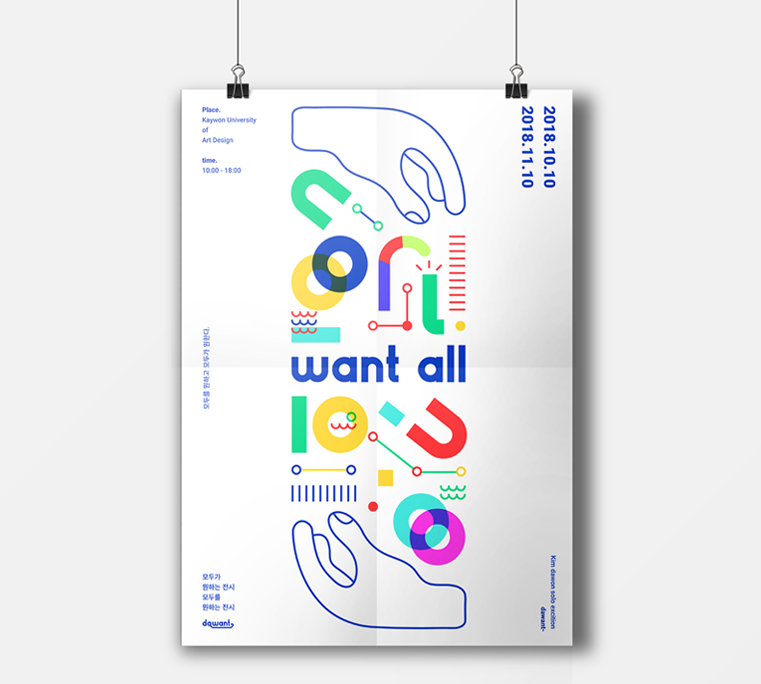 Place.
Kaywon University
of
Art Design
time.
10:00 - 18:00
2018.10.10
2018.11.10
want all
모두를 원하고 모두가 원한다.
모두가
원하는 전시
모두를
원하는 전시
dawant,
Kim dawon solo excition
dawant-